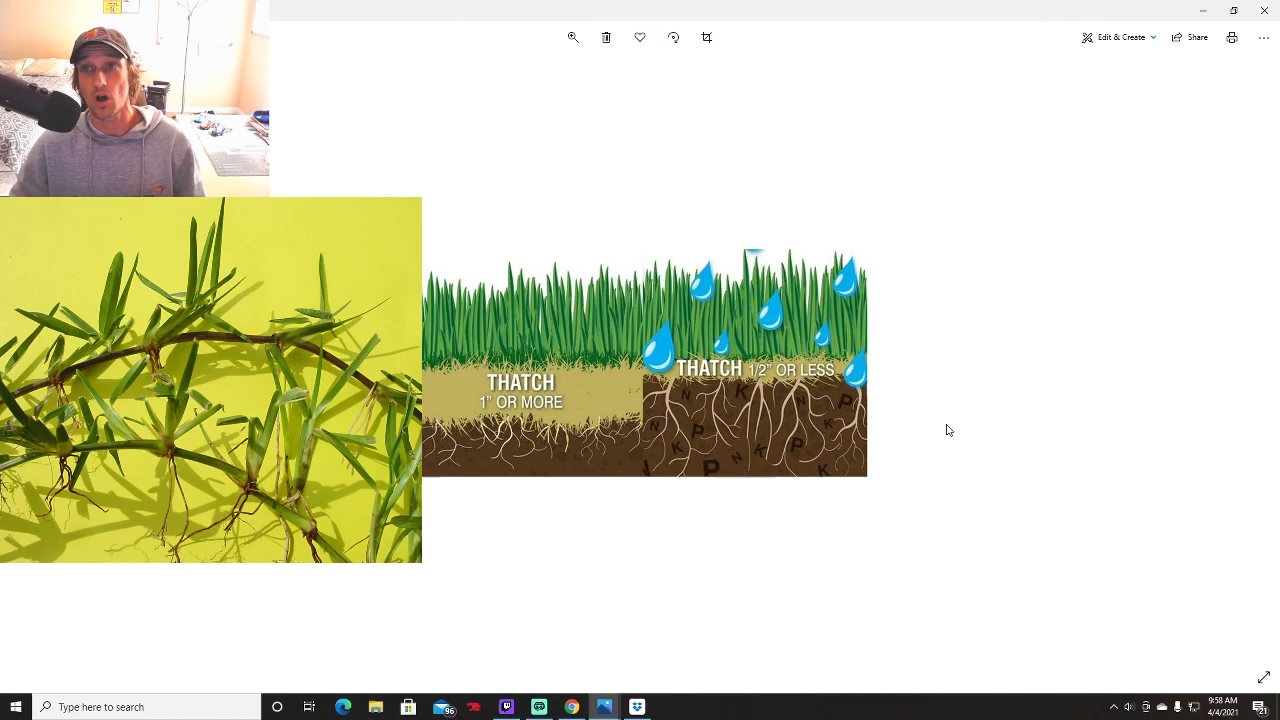 Edit & Create
Share
THATCH
1” OR MORE
THATCH 1/2” OR LESS
N K P
N K P N K P K P K
Type here to search
96
9:58 AM
4/4/2021